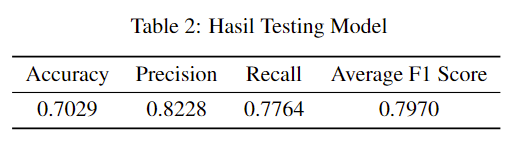 Table 2: Hasil Testing Model
Accuracy Precision Recall Average F1 Score
0.7029 0.8228 0.7764 0.7970